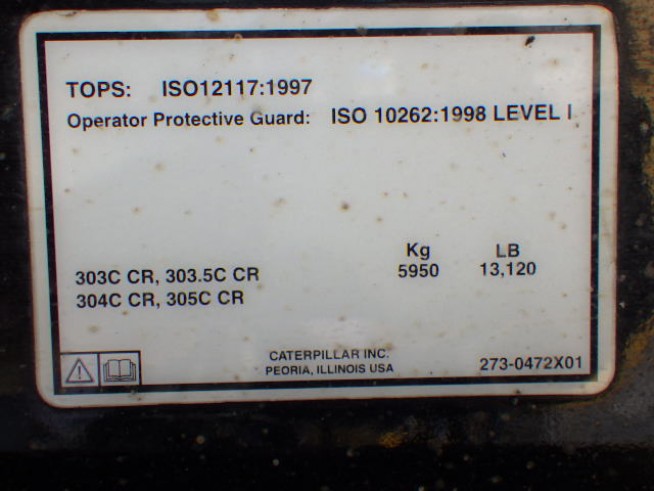 TOPS: ISO12117:1997
Operator Protective Guard: ISO 10262:1998 LEVEL I
Kg LB
303C CR, 303.5C CR 5950 13,120
304C CR, 305C CR
CATERPILLAR INC.
PEORIA, ILLINOIS USA 273-0472X01